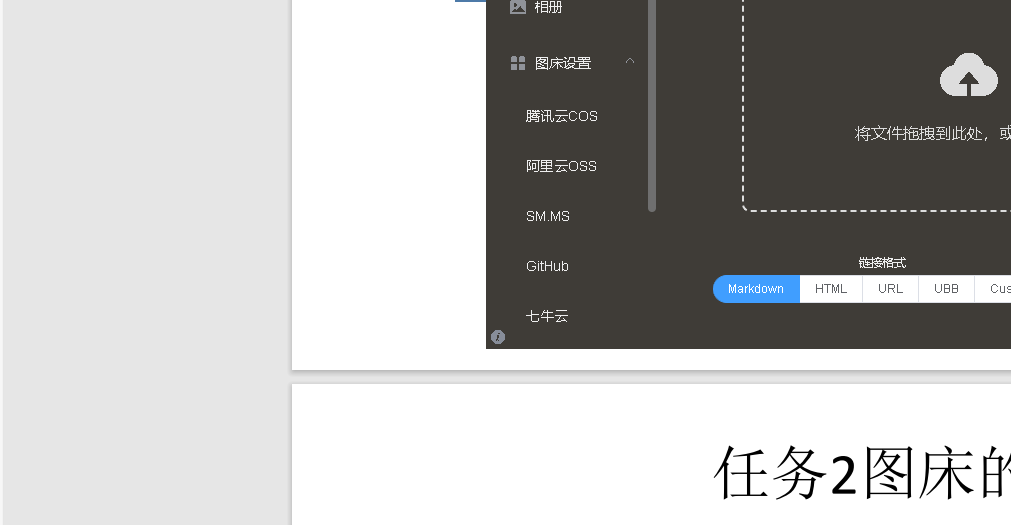 相册
图床设置
腾讯云COS
阿里云OSS
SM.MS
GitHub
七牛云
将文件拖拽到此处，或
链接格式
Markdown HTML URL UBB Cus
任务2图床的